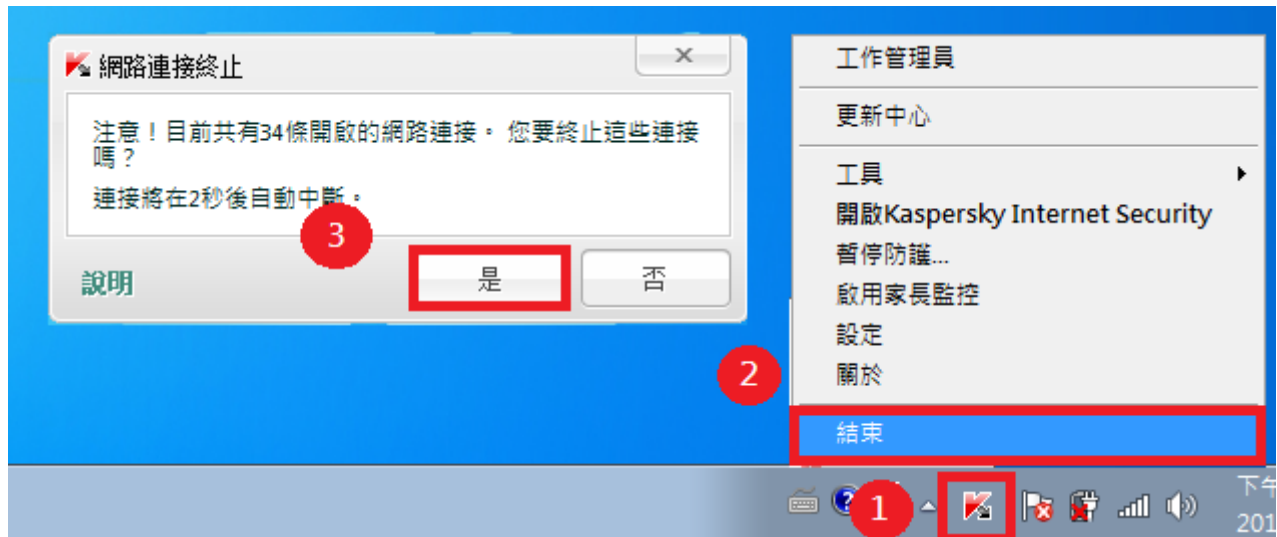 網路連接終止
注意！目前共有34條開啟的網路連接。 您要終止這些連接
嗎？
連接將在2秒後自動中斷。
3
說明
是
否
工作管理員
更新中心
工具
開啟Kaspersky Internet Security
暫停防護...
啟用家長監控
設定
關於
2
結束
1
下午
201